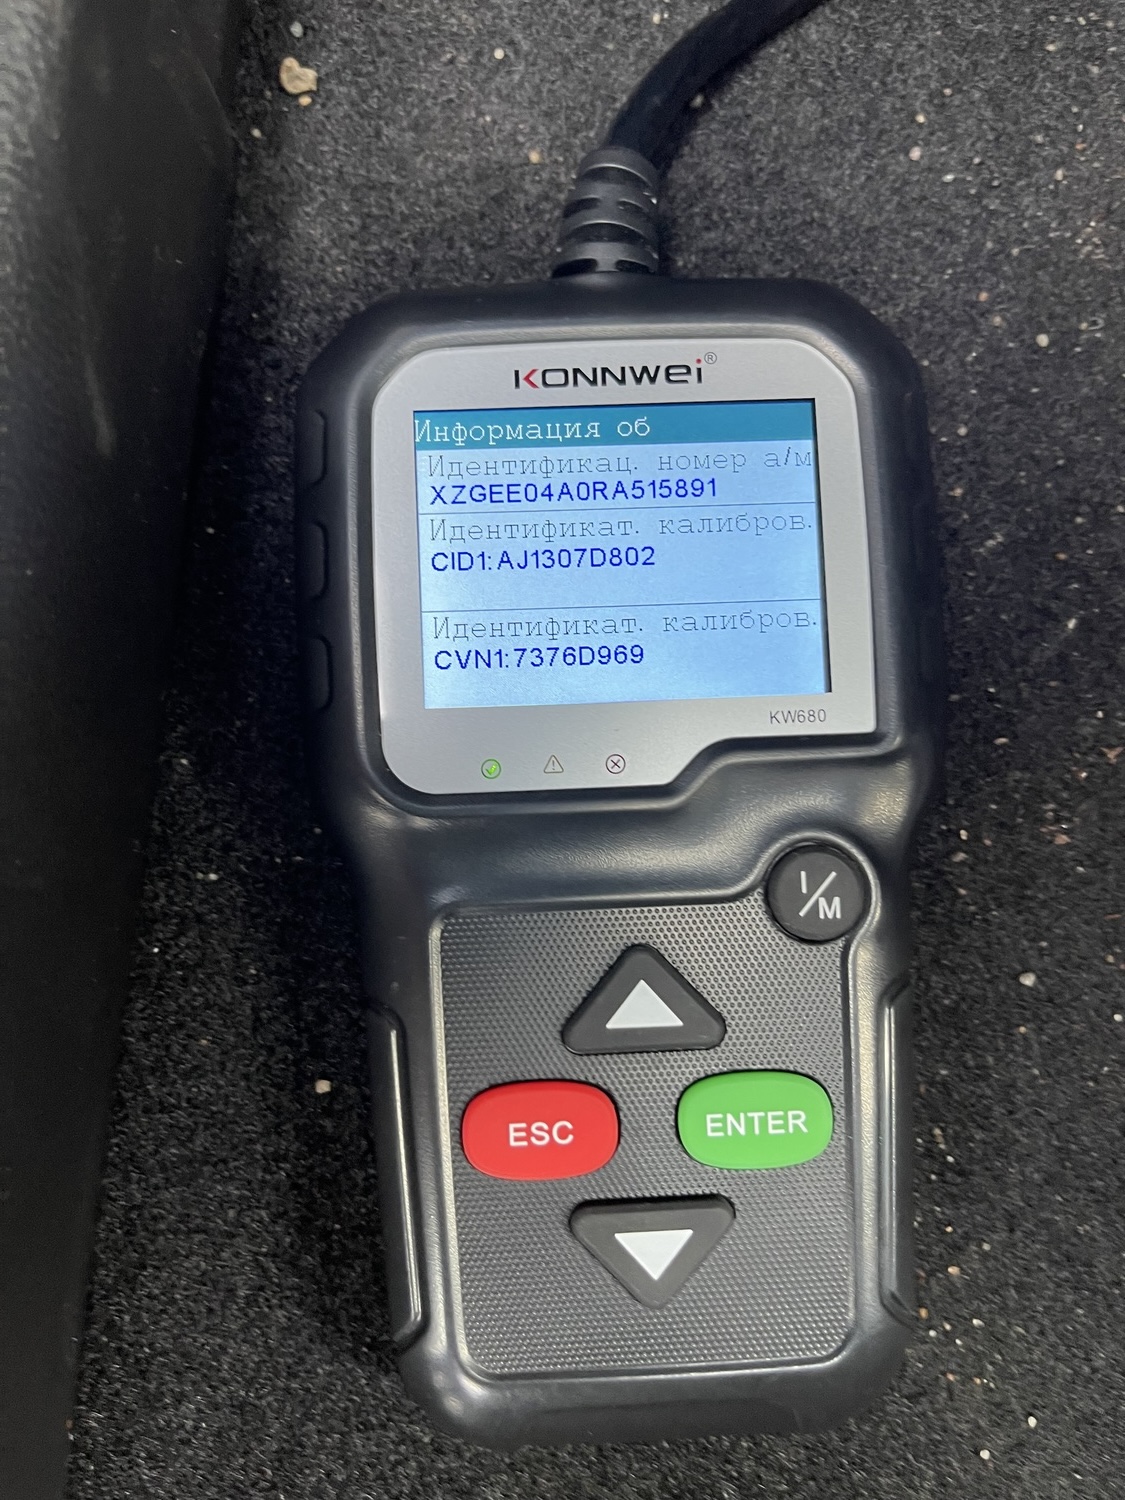 KONNWEI®
Информация об
Идентификац. номер а/м
XZGEE04A0RA515891
Идентификат. калибров.
CID1:AJ1307D802
Идентификат. калибров.
CVN1:7376D969
KW680
I/M
ESC
ENTER